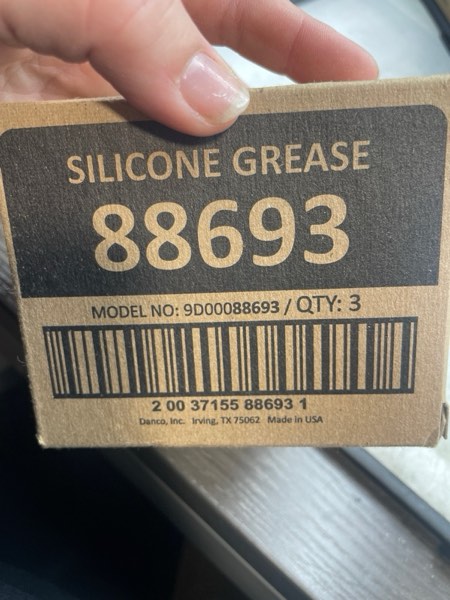 SILICONE GREASE
88693
MODEL NO: 9D00088693 / QTY: 3
2 00 37155 88693 1
Danco, Inc. Irving, TX 75062 Made in USA